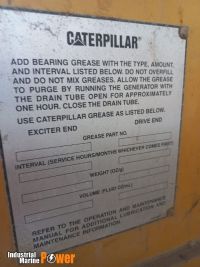 CATERPILLAR
ADD BEARING GREASE WITH THE TYPE, AMOUNT,
AND INTERVAL LISTED BELOW. DO NOT OVERFILL
AND DO NOT MIX GREASES. ALLOW THE GREASE
TO PURGE BY RUNNING THE GENERATOR WITH
THE DRAIN TUBE OPEN FOR APPROXIMATELY
ONE HOUR. CLOSE THE DRAIN TUBE.
USE CATERPILLAR GREASE AS LISTED BELOW.
EXCITER END DRIVE END
GREASE PART NO.
INTERVAL (SERVICE HOURS/MONTHS WHICHEVER COMES FIRST)
WEIGHT (OZ/g)
VOLUME (FLUID OZ/mL)
REFER TO THE OPERATION AND MAINTENANCE
MANUAL FOR ADDITIONAL LUBRICATION AND
MAINTENANCE INFORMATION.
Industrial
Marine Power